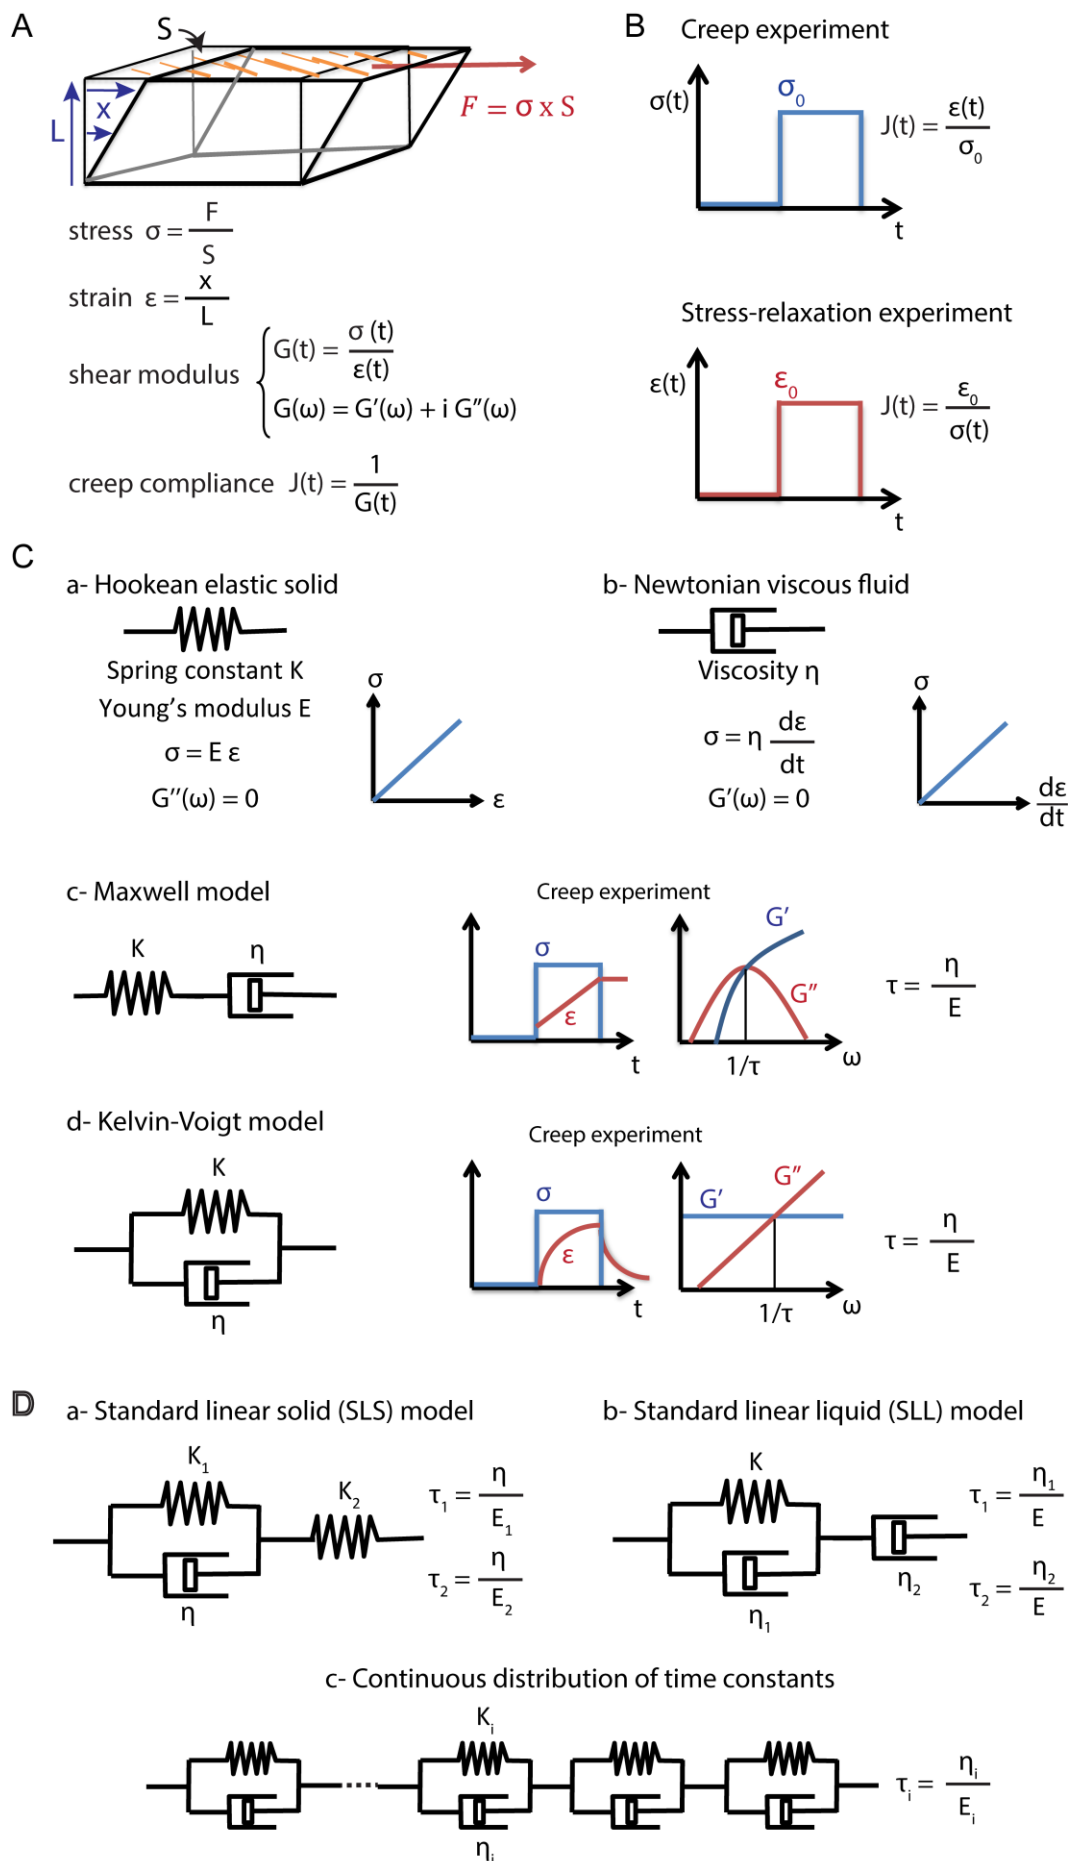 A
S
x
L
F = σ x S
stress σ = F / S
strain ε = x / L
shear modulus
G(t) = σ (t) / ε(t)
G(ω) = G'(ω) + i G"(ω)
creep compliance J(t) = 1 / G(t)
B
Creep experiment
σ(t)
σ0
J(t) = ε(t) / σ0
t
Stress-relaxation experiment
ε(t)
ε0
J(t) = ε0 / σ(t)
t
C
a- Hookean elastic solid
Spring constant K
Young's modulus E
σ = E ε
G"(ω) = 0
σ
ε
b- Newtonian viscous fluid
Viscosity η
σ = η dε / dt
G'(ω) = 0
σ
dε / dt
c- Maxwell model
K
η
Creep experiment
σ
ε
t
G'
G"
1/τ
ω
τ = η / E
d- Kelvin-Voigt model
K
η
Creep experiment
σ
ε
t
G'
G"
1/τ
ω
τ = η / E
D
a- Standard linear solid (SLS) model
K1
K2
η
τ1 = η / E1
τ2 = η / E2
b- Standard linear liquid (SLL) model
K
η1
η2
τ1 = η1 / E
τ2 = η2 / E
c- Continuous distribution of time constants
Ki
ηi
τi = ηi / Ei